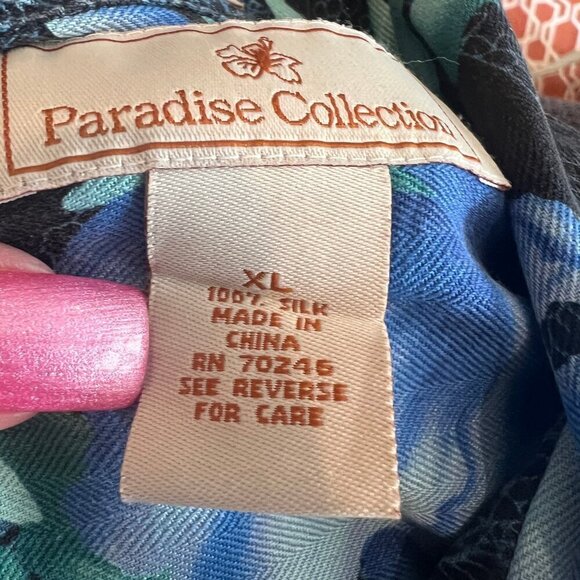 Paradise Collection
XL
100% SILK
MADE IN
CHINA
RN 70246
SEE REVERSE
FOR CARE